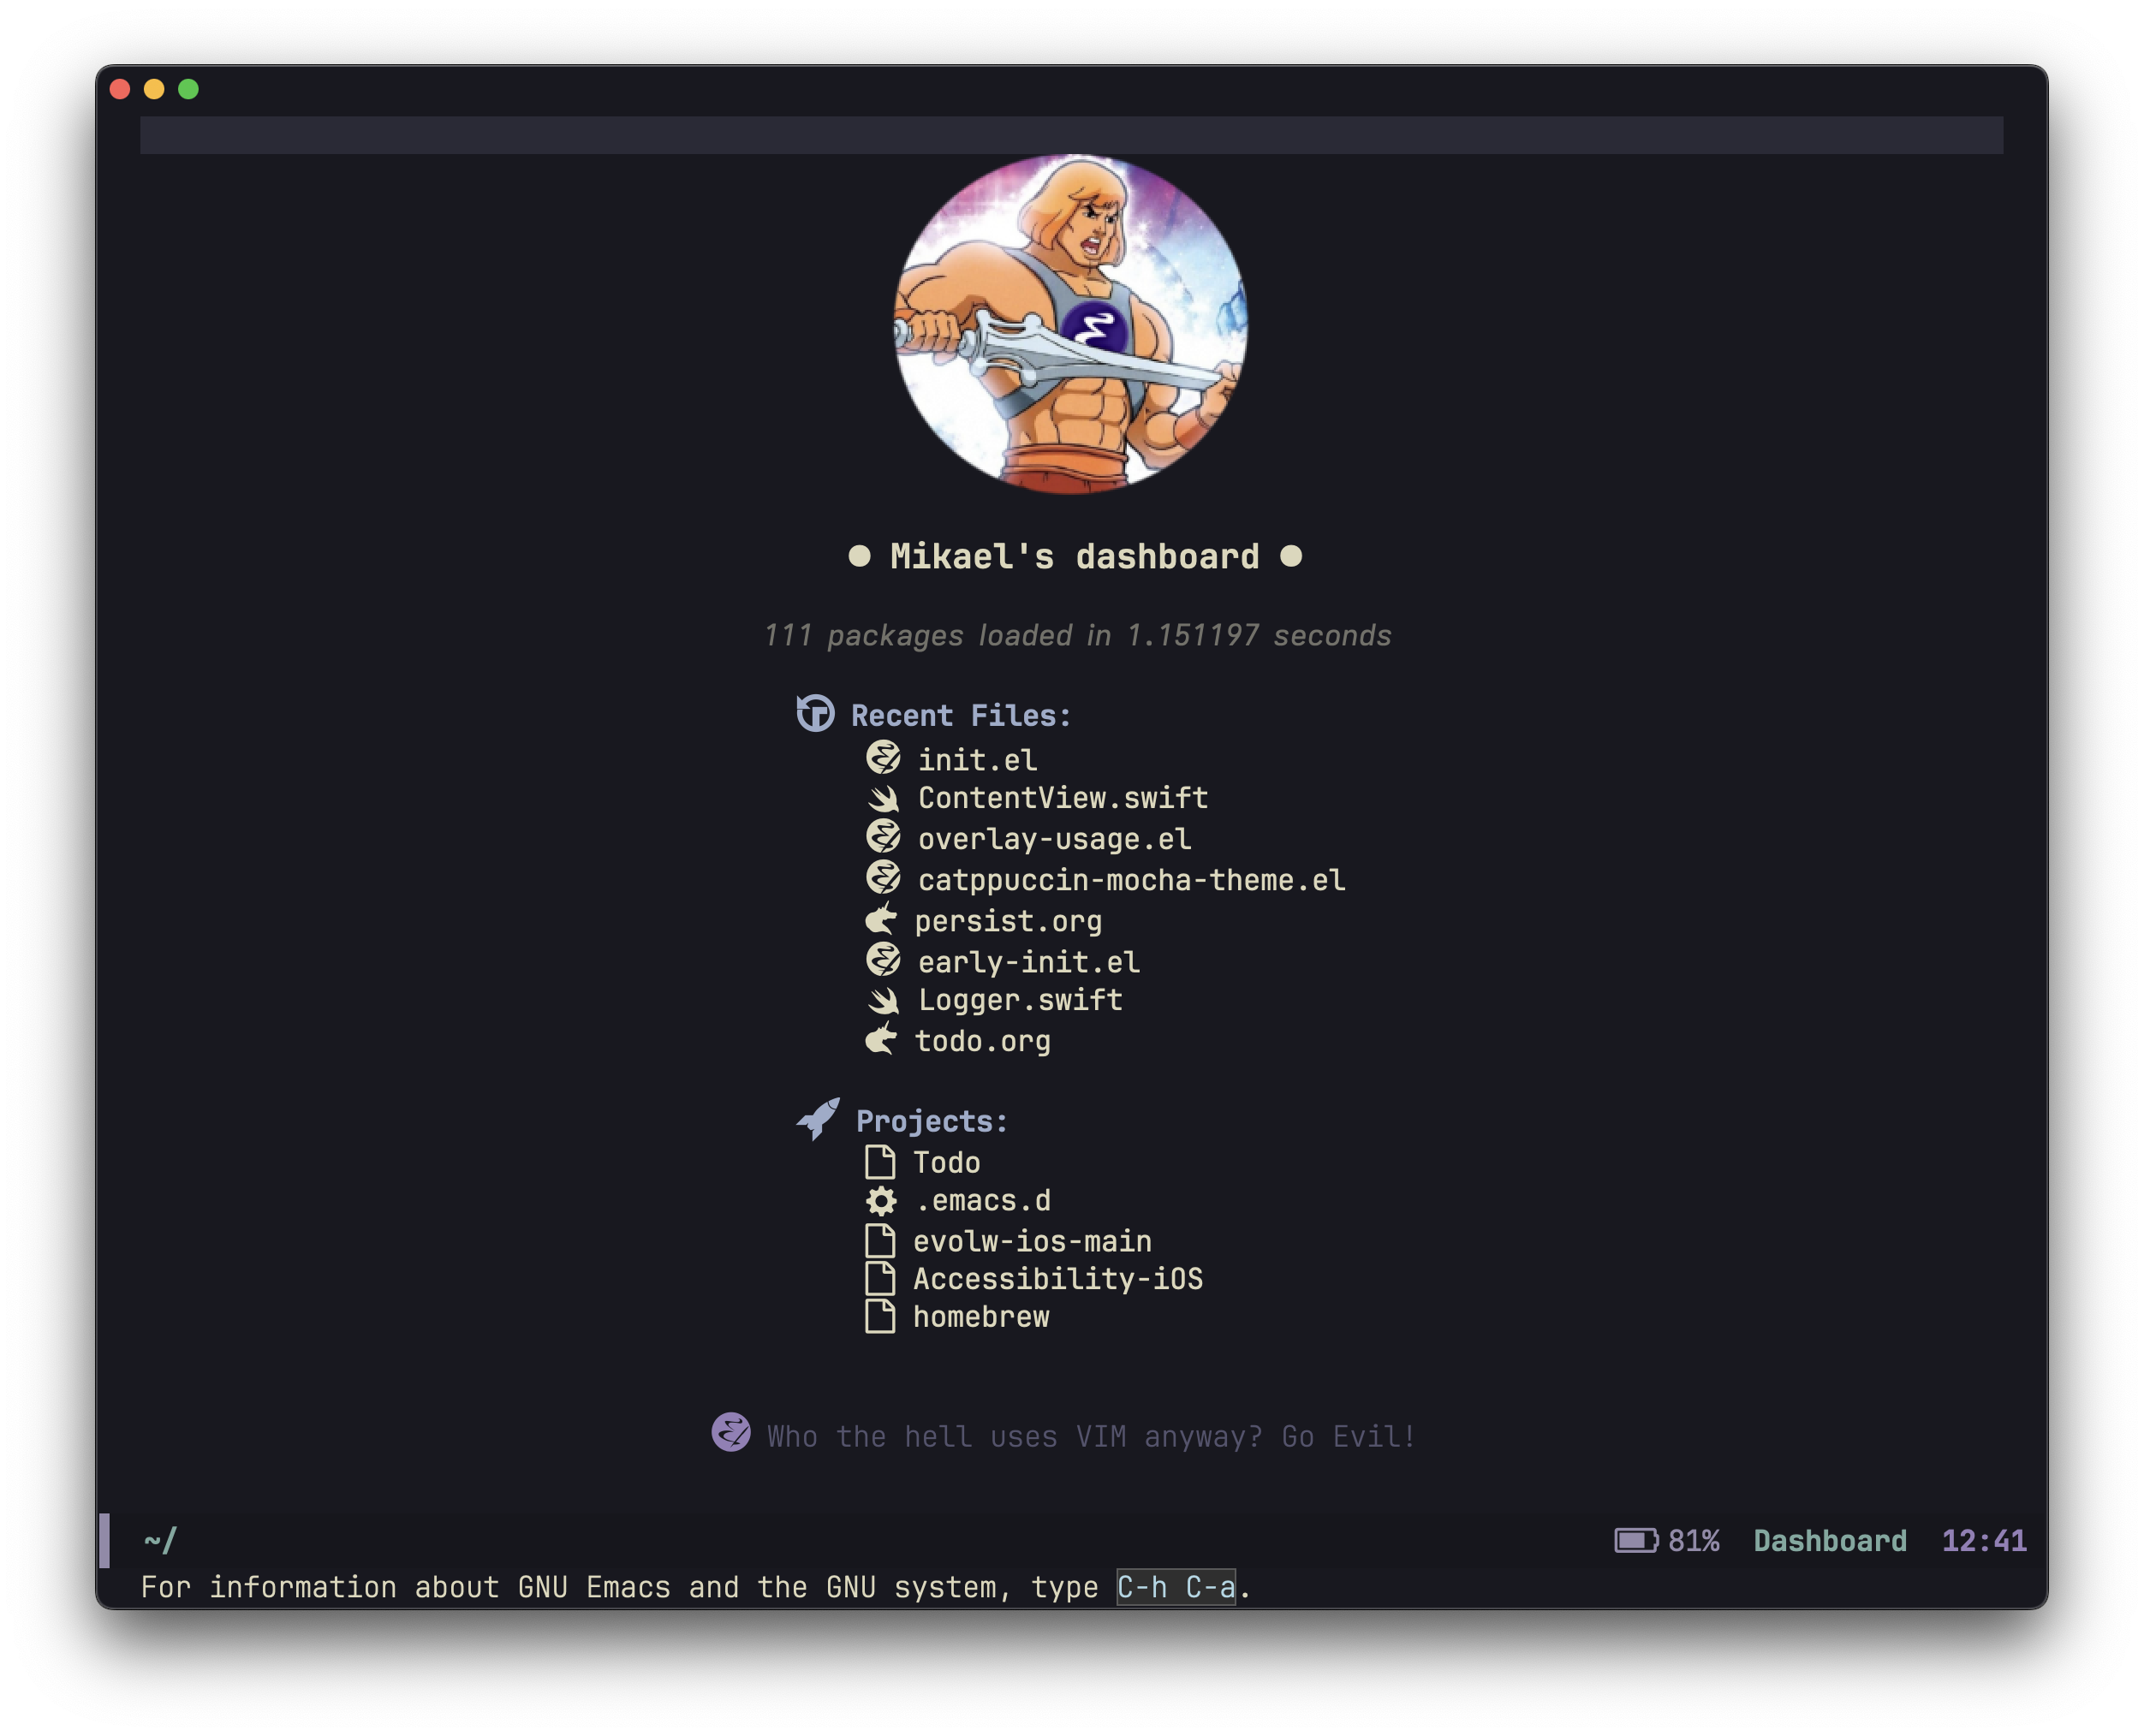 Mikael's dashboard
111 packages loaded in 1.151197 seconds
Recent Files:
init.el
ContentView.swift
overlay-usage.el
catppuccin-mocha-theme.el
persist.org
early-init.el
Logger.swift
todo.org
Projects:
Todo
.emacs.d
evolw-ios-main
Accessibility-iOS
homebrew
Who the hell uses VIM anyway? Go Evil!
~/ 81% Dashboard 12:41
For information about GNU Emacs and the GNU system, type C-h C-a.